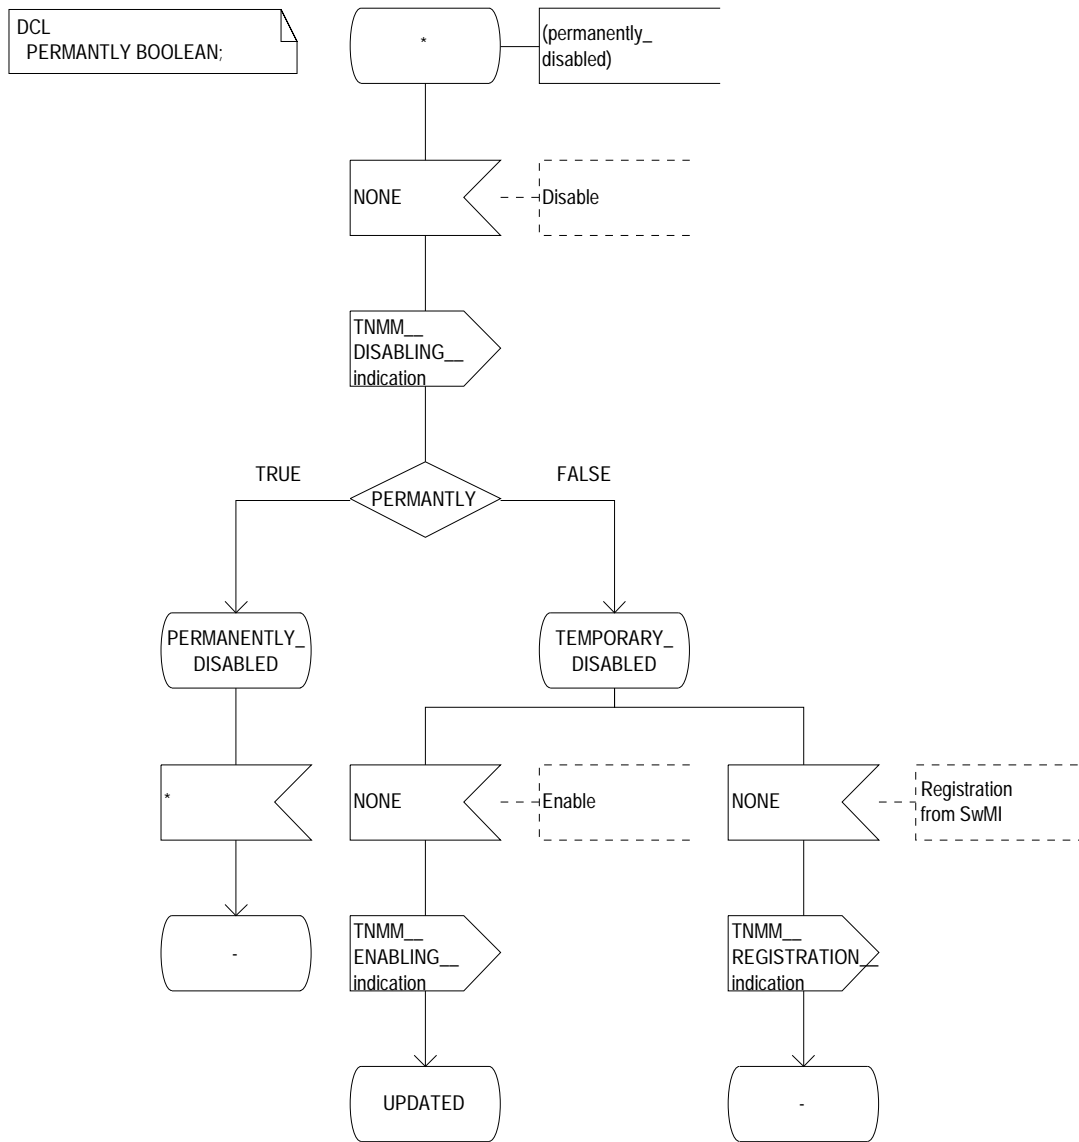 DCL
PERMANTLY BOOLEAN;
*
(permanently_
disabled)
NONE
Disable
TNMM__
DISABLING__
indication
TRUE
FALSE
PERMANTLY
PERMANENTLY_
DISABLED
TEMPORARY_
DISABLED
*
NONE
Enable
NONE
Registration
from SwMI
-
TNMM__
ENABLING__
indication
TNMM__
REGISTRATION__
indication
UPDATED
-